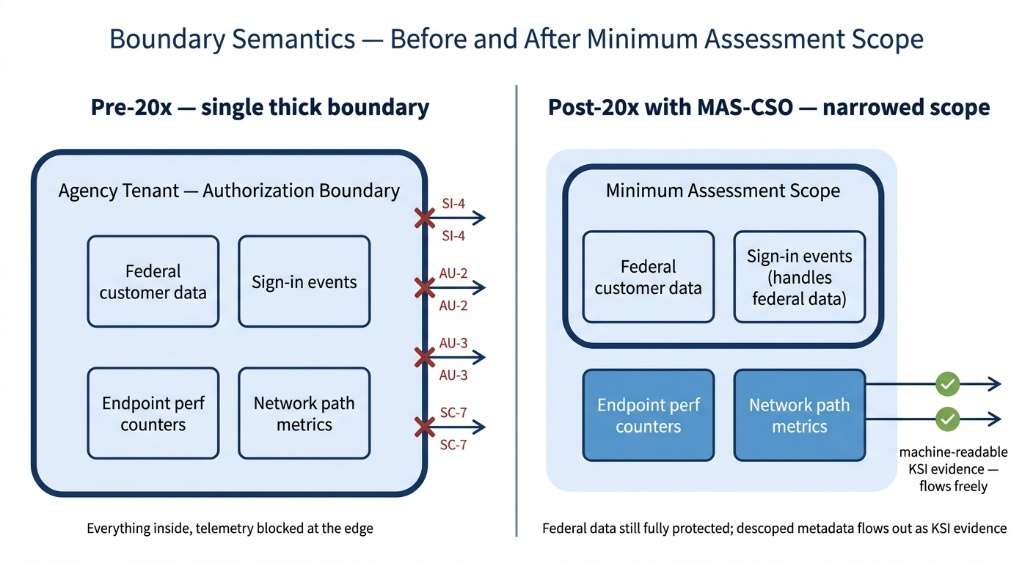 Boundary Semantics — Before and After Minimum Assessment Scope
Pre-20x — single thick boundary
Agency Tenant — Authorization Boundary
Federal
customer data
Sign-in events
Endpoint perf
counters
Network path
metrics
SI-4
SI-4
AU-2
AU-2
AU-3
AU-3
SC-7
SC-7
Everything inside, telemetry blocked at the edge
Post-20x with MAS-CSO — narrowed scope
Minimum Assessment Scope
Federal
customer data
Sign-in events
(handles
federal data)
Endpoint perf
counters
Network path
metrics
machine-readable
KSI evidence —
flows freely
Federal data still fully protected; descoped metadata flows out as KSI evidence